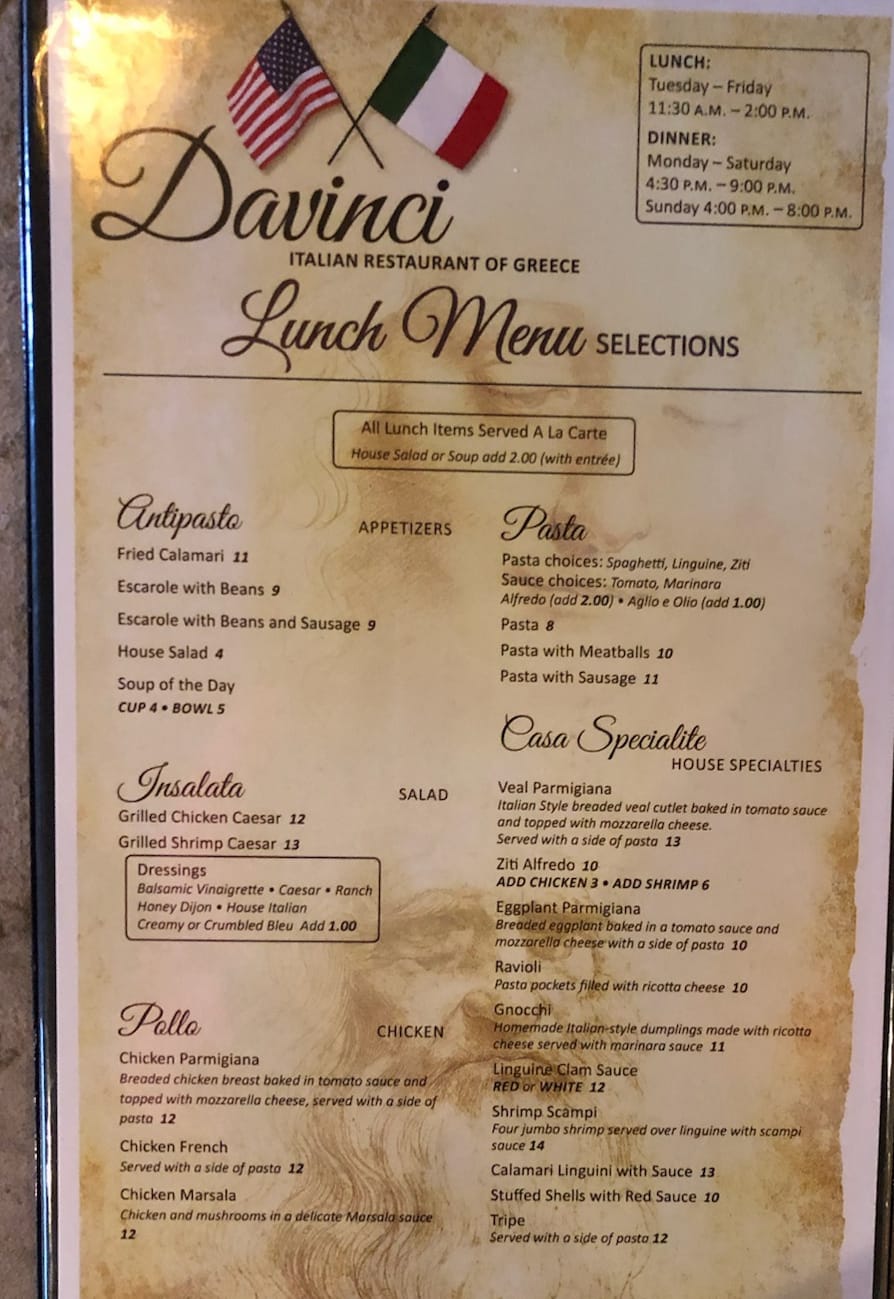 Davinci
ITALIAN RESTAURANT OF GREECE
LUNCH:
Tuesday – Friday
11:30 A.M. – 2:00 P.M.
DINNER:
Monday – Saturday
4:30 P.M. – 9:00 P.M.
Sunday 4:00 P.M. – 8:00 P.M.
Lunch Menu SELECTIONS
All Lunch Items Served A La Carte
House Salad or Soup add 2.00 (with entrée)
Antipasto APPETIZERS
Fried Calamari 11
Escarole with Beans 9
Escarole with Beans and Sausage 9
House Salad 4
Soup of the Day
CUP 4 • BOWL 5
Insalata SALAD
Grilled Chicken Caesar 12
Grilled Shrimp Caesar 13
Dressings
Balsamic Vinaigrette • Caesar • Ranch
Honey Dijon • House Italian
Creamy or Crumbled Bleu Add 1.00
Pollo CHICKEN
Chicken Parmigiana
Breaded chicken breast baked in tomato sauce and
topped with mozzarella cheese, served with a side of
pasta 12
Chicken French
Served with a side of pasta 12
Chicken Marsala
Chicken and mushrooms in a delicate Marsala sauce
12
Pasta
Pasta choices: Spaghetti, Linguine, Ziti
Sauce choices: Tomato, Marinara
Alfredo (add 2.00) • Aglio e Olio (add 1.00)
Pasta 8
Pasta with Meatballs 10
Pasta with Sausage 11
Casa Specialite
HOUSE SPECIALTIES
Veal Parmigiana
Italian Style breaded veal cutlet baked in tomato sauce
and topped with mozzarella cheese.
Served with a side of pasta 13
Ziti Alfredo 10
ADD CHICKEN 3 • ADD SHRIMP 6
Eggplant Parmigiana
Breaded eggplant baked in a tomato sauce and
mozzarella cheese with a side of pasta 10
Ravioli
Pasta pockets filled with ricotta cheese 10
Gnocchi
Homemade Italian-style dumplings made with ricotta
cheese served with marinara sauce 11
Linguine Clam Sauce
RED or WHITE 12
Shrimp Scampi
Four jumbo shrimp served over linguine with scampi
sauce 14
Calamari Linguini with Sauce 13
Stuffed Shells with Red Sauce 10
Tripe
Served with a side of pasta 12